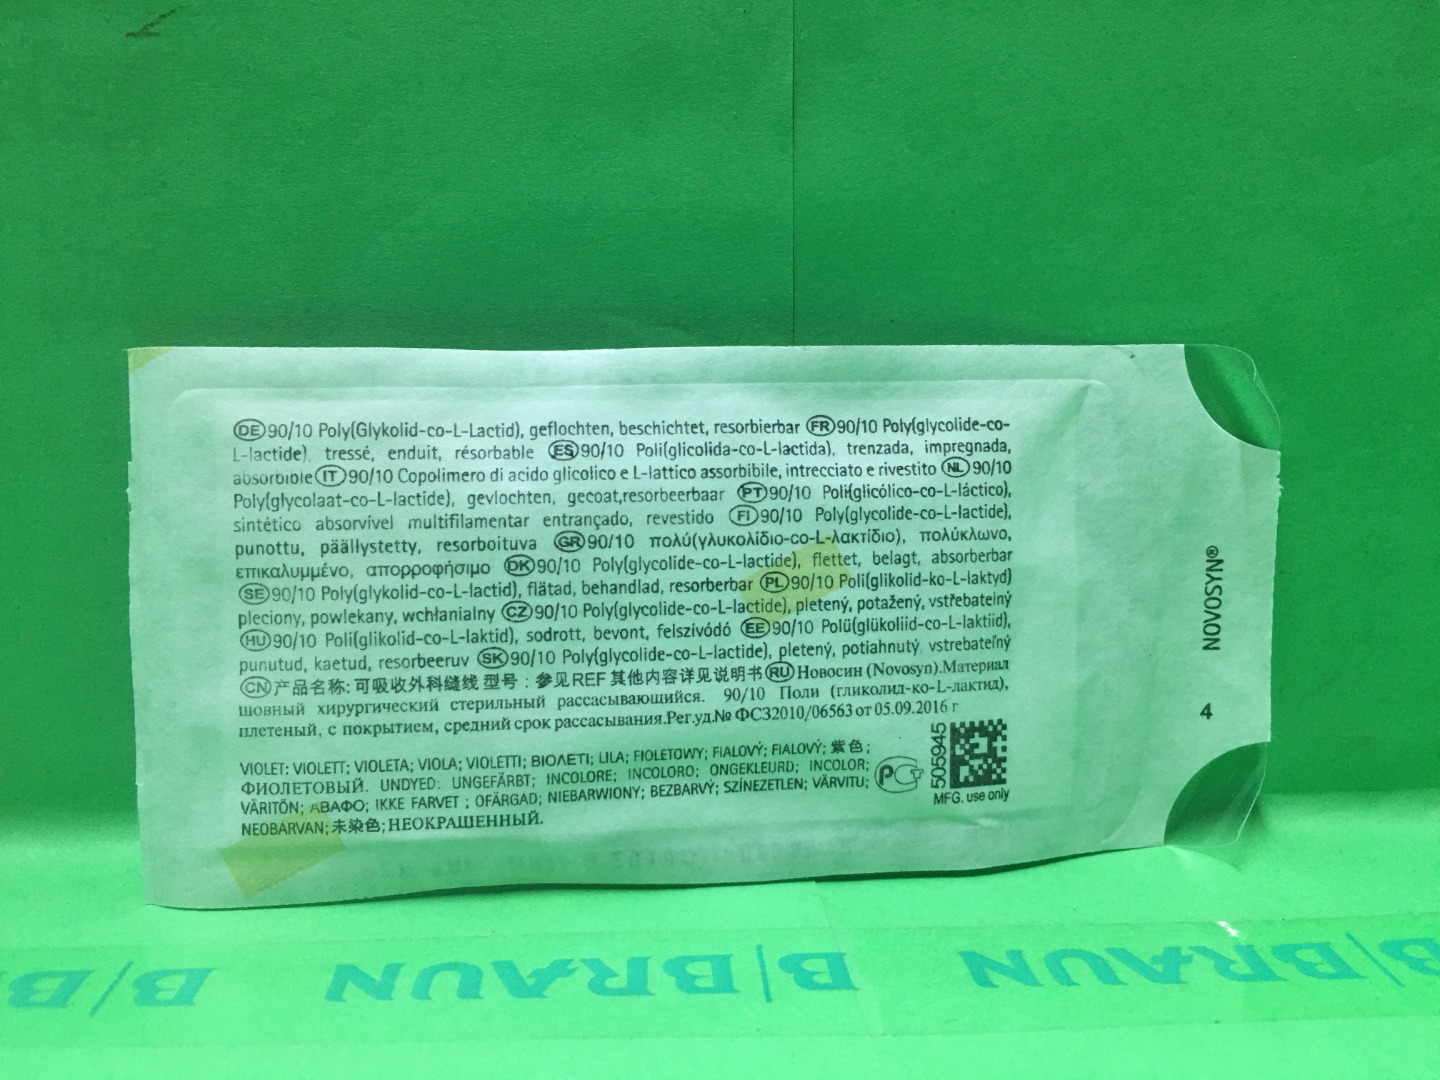 DE 90/10 Poly(Glykolid-co-L-Lactid), geflochten, beschichtet, resorbierbar FR 90/10 Poly(glycolide-co-
L-lactide), tressé, enduit, résorbable ES 90/10 Poli(glicolida-co-L-lactida), trenzada, impregnada,
absorbible IT 90/10 Copolimero di acido glicolico e L-lattico assorbibile, intrecciato e rivestito NL 90/10
Poly(glycolaat-co-L-lactide), gevlochten, gecoat,resorbeerbaar PT 90/10 Poli(glicólico-co-L-láctico),
sintético absorvível multifilamentar entrançado, revestido FI 90/10 Poly(glycolide-co-L-lactide),
punottu, päällystetty, resorboituva GR 90/10 πολύ(γλυκολίδιο-co-L-λακτίδιο), πολύκλωνο,
επικαλυμμένο, απορροφήσιμο DK 90/10 Poly(glycolide-co-L-lactide), flettet, belagt, absorberbar
SE 90/10 Poly(glykolid-co-L-lactid), flätad, behandlad, resorberbar PL 90/10 Poli(glikolid-ko-L-laktyd)
pleciony, powlekany, wchłanialny CZ 90/10 Poly(glycolide-co-L-lactide), pletený, potažený, vstřebatelný
HU 90/10 Poli(glikolid-co-L-laktid), sodrott, bevont, felszívódó EE 90/10 Polü(glükoliid-co-L-laktiid),
punutud, kaetud, resorbeeruv SK 90/10 Poly(glycolide-co-L-lactide), pletený, potiahnutý, vstrebateľný
CN 产品名称: 可吸收外科缝线 型号：参见REF 其他内容详见说明书 RU Новосин (Novosyn).Материал
шовный хирургический стерильный рассасывающийся. 90/10 Поли (гликолид-ко-L-лактид),
плетеный, с покрытием, средний срок рассасывания.Рег.уд.№ ФСЗ2010/06563 от 05.09.2016 г
VIOLET: VIOLETT; VIOLETA; VIOLA; VIOLETTI; ΒΙΟΛΕΤΙ; LILA; FIOLETOWY; FIALOVÝ; FIALOVÝ; 紫色;
ФИОЛЕТОВЫЙ. UNDYED: UNGEFÄRBT; INCOLORE; INCOLORO; ONGEKLEURD; INCOLOR;
VÄRITÖN; ΑΒΑΦΟ; IKKE FARVET ; OFÄRGAD; NIEBARWIONY; BEZBARVÝ; SZÍNEZETLEN; VÄRVITU;
NEOBARVAN; 未染色; НЕОКРАШЕННЫЙ.
РСТ
505945
MFG. use only
NOVOSYN®
4
B|BRAUN
B|BRAUN
B|BRAUN